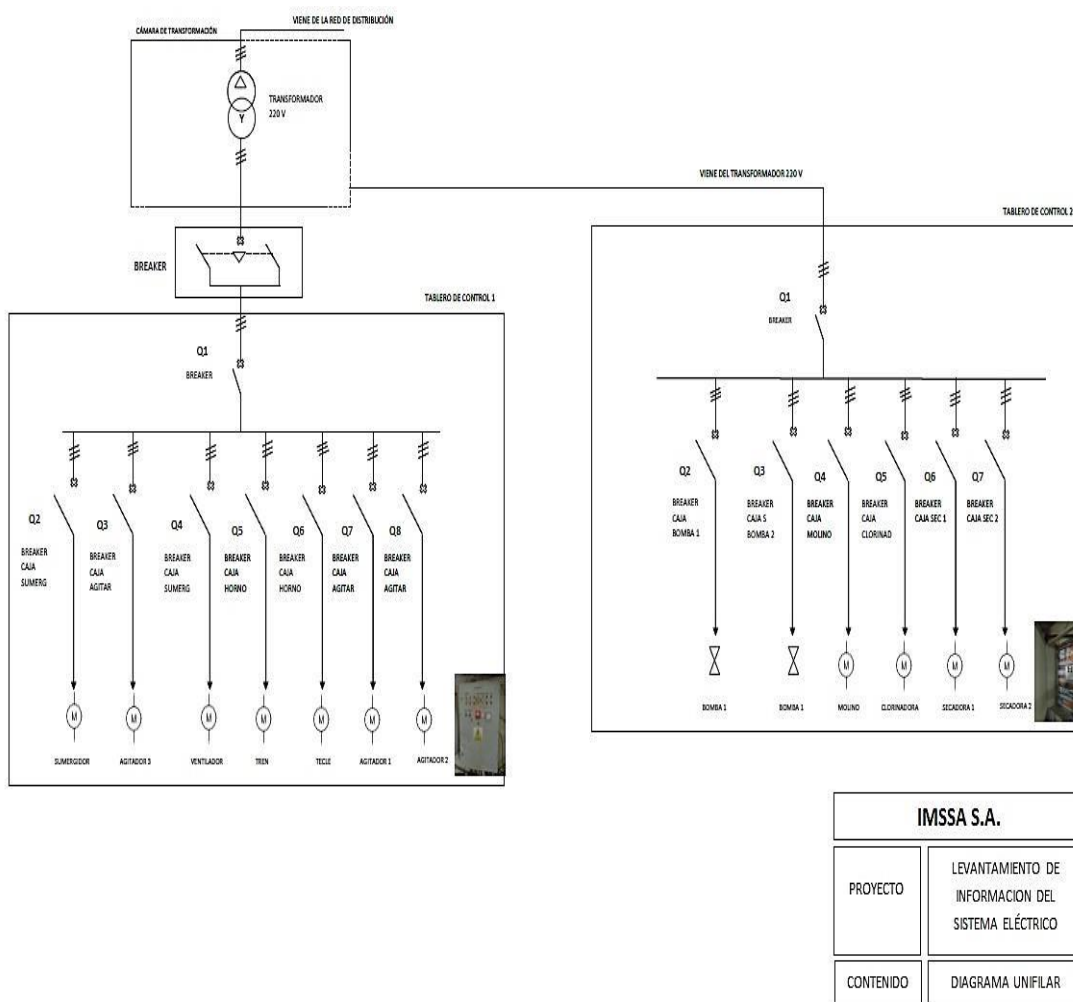 VIENE DE LA RED DE DISTRIBUCIÓN
CÁMARA DE TRANSFORMACIÓN
TRANSFORMADOR
220 V
Y
VIENE DEL TRANSFORMADOR 220 V
TABLERO DE CONTROL 2
BREAKER
TABLERO DE CONTROL 1
Q1
BREAKER
Q2
BREAKER
CAJA
SUMERG
Q3
BREAKER
CAJA
AGITAR
Q4
BREAKER
CAJA
SUMERG
Q5
BREAKER
CAJA
HORNO
Q6
BREAKER
CAJA
HORNO
Q7
BREAKER
CAJA
AGITAR
Q8
BREAKER
CAJA
AGITAR
M
M
M
M
M
M
M
SUMERGIDOR
AGITADOR 3
VENTILADOR
TREN
TECLE
AGITADOR 1
AGITADOR 2
Q1
BREAKER
Q2
BREAKER
CAJA
BOMBA 1
Q3
BREAKER
CAJA S
BOMBA 2
Q4
BREAKER
CAJA
MOLINO
Q5
BREAKER
CAJA
CLORINAD
Q6
BREAKER
CAJA SEC 1
Q7
BREAKER
CAJA SEC 2
M
M
M
M
BOMBA 1
BOMBA 1
MOLINO
CLORINADORA
SECADORA 1
SECADORA 2
IMSSA S.A.
PROYECTO
LEVANTAMIENTO DE
INFORMACION DEL
SISTEMA ELÉCTRICO
CONTENIDO
DIAGRAMA UNIFILAR